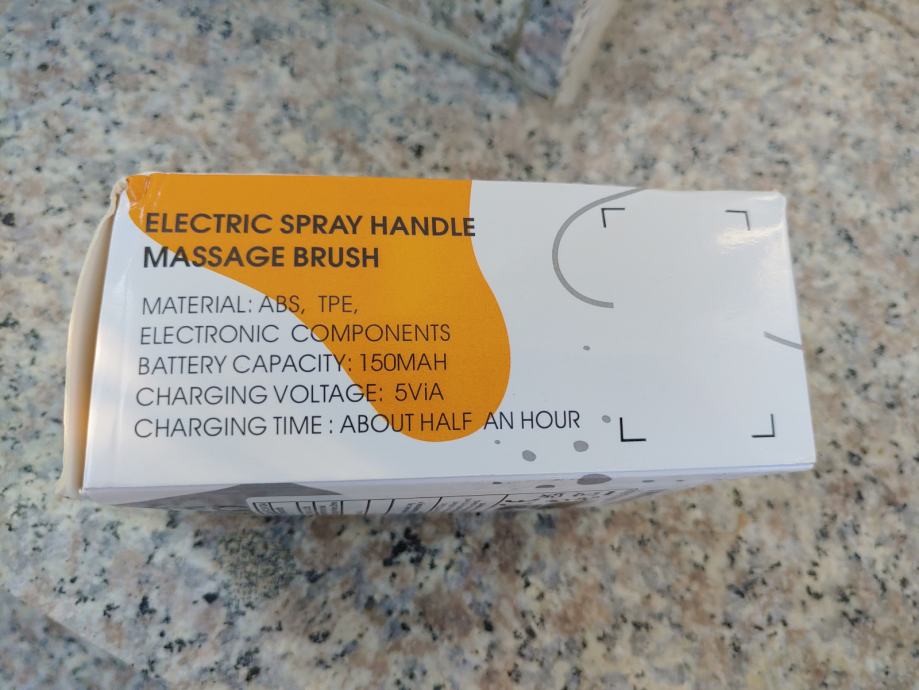 ELECTRIC SPRAY HANDLE
MASSAGE BRUSH
MATERIAL: ABS, TPE,
ELECTRONIC COMPONENTS
BATTERY CAPACITY: 150MAH
CHARGING VOLTAGE: 5ViA
CHARGING TIME : ABOUT HALF AN HOUR